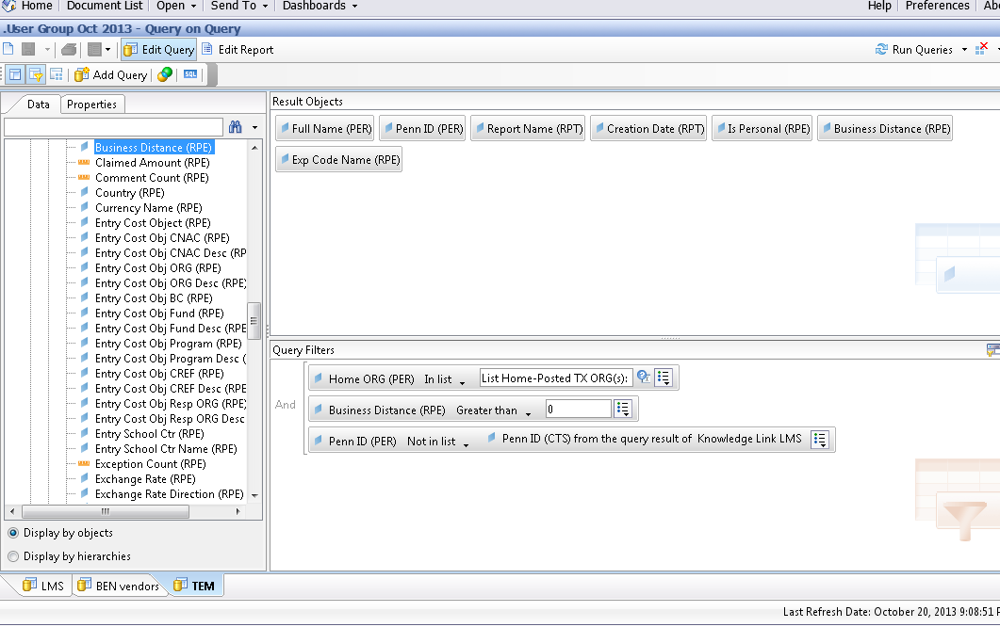 Home Document List Open Send To Dashboards Help Preferences Abo
.User Group Oct 2013 - Query on Query
Edit Query Edit Report Run Queries
Add Query SQL
Data Properties
Business Distance (RPE)
Claimed Amount (RPE)
Comment Count (RPE)
Country (RPE)
Currency Name (RPE)
Entry Cost Object (RPE)
Entry Cost Obj CNAC (RPE)
Entry Cost Obj CNAC Desc (RP
Entry Cost Obj ORG (RPE)
Entry Cost Obj ORG Desc (RPE)
Entry Cost Obj BC (RPE)
Entry Cost Obj Fund (RPE)
Entry Cost Obj Fund Desc (RPE
Entry Cost Obj Program (RPE)
Entry Cost Obj Program Desc (
Entry Cost Obj CREF (RPE)
Entry Cost Obj CREF Desc (RPE
Entry Cost Obj Resp ORG (RPE)
Entry Cost Obj Resp ORG Desc
Entry School Ctr (RPE)
Entry School Ctr Name (RPE)
Exception Count (RPE)
Exchange Rate (RPE)
Exchange Rate Direction (RPE)
Display by objects
Display by hierarchies
Result Objects
Full Name (PER) Penn ID (PER) Report Name (RPT) Creation Date (RPT) Is Personal (RPE) Business Distance (RPE)
Exp Code Name (RPE)
Query Filters
And
Home ORG (PER) In list List Home-Posted TX ORG(s):
Business Distance (RPE) Greater than 0
Penn ID (PER) Not in list Penn ID (CTS) from the query result of Knowledge Link LMS
LMS BEN vendors TEM
Last Refresh Date: October 20, 2013 9:08:51 P